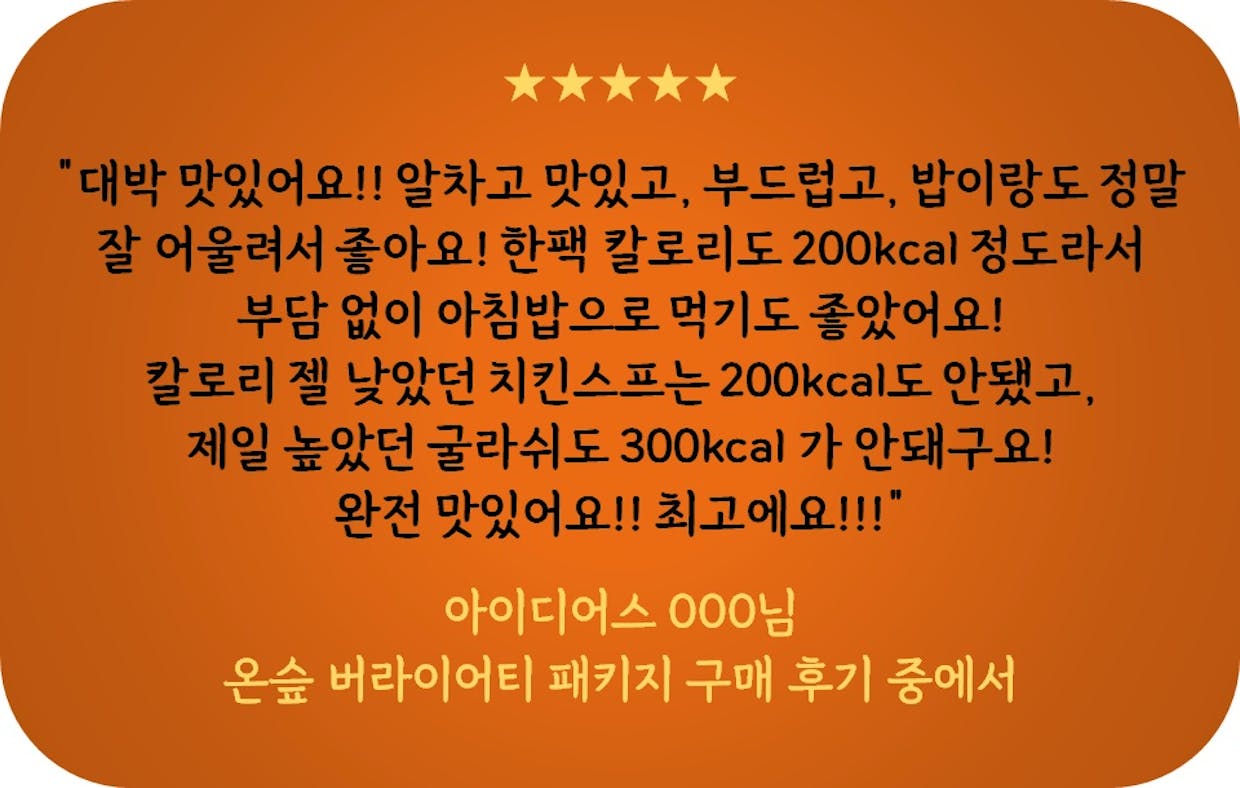 ★★★★★
"대박 맛있어요!! 알차고 맛있고, 부드럽고, 밥이랑도 정말
잘 어울려서 좋아요! 한팩 칼로리도 200kcal 정도라서
부담 없이 아침밥으로 먹기도 좋았어요!
칼로리 젤 낮았던 치킨스프는 200kcal도 안됐고,
제일 높았던 굴라쉬도 300kcal 가 안돼구요!
완전 맛있어요!! 최고에요!!!"
아이디어스 OOO님
온숲 버라이어티 패키지 구매 후기 중에서